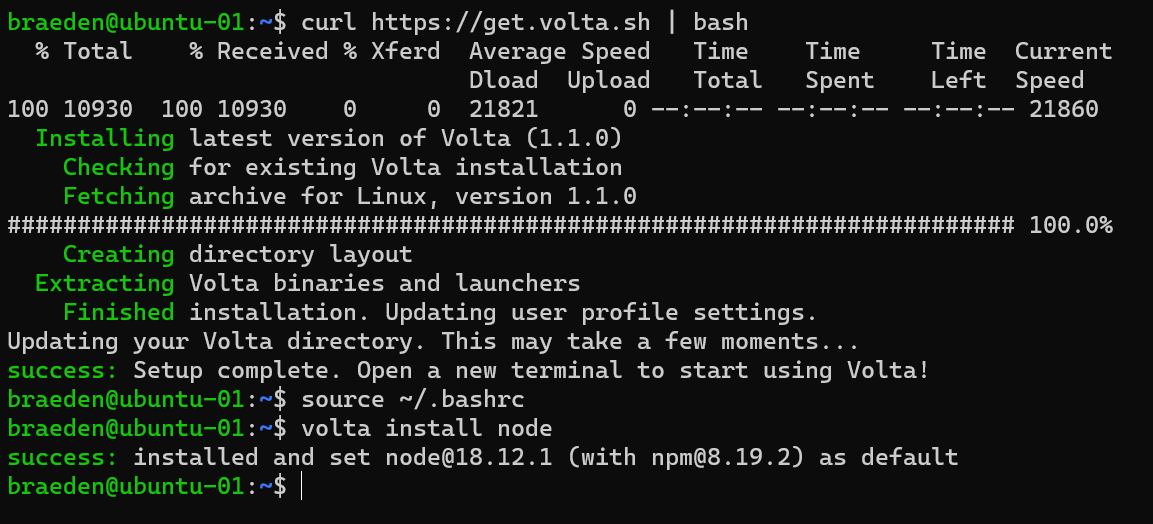 braeden@ubuntu-01:~$ curl https://get.volta.sh | bash
  % Total    % Received % Xferd  Average Speed   Time    Time     Time  Current
                                 Dload  Upload   Total   Spent    Left  Speed
100 10930  100 10930    0     0  21821      0 --:--:-- --:--:-- --:--:-- 21860
  Installing latest version of Volta (1.1.0)
    Checking for existing Volta installation
    Fetching archive for Linux, version 1.1.0
######################################################################## 100.0%
    Creating directory layout
  Extracting Volta binaries and launchers
    Finished installation. Updating user profile settings.
Updating your Volta directory. This may take a few moments...
success: Setup complete. Open a new terminal to start using Volta!
braeden@ubuntu-01:~$ source ~/.bashrc
braeden@ubuntu-01:~$ volta install node
success: installed and set node@18.12.1 (with npm@8.19.2) as default
braeden@ubuntu-01:~$